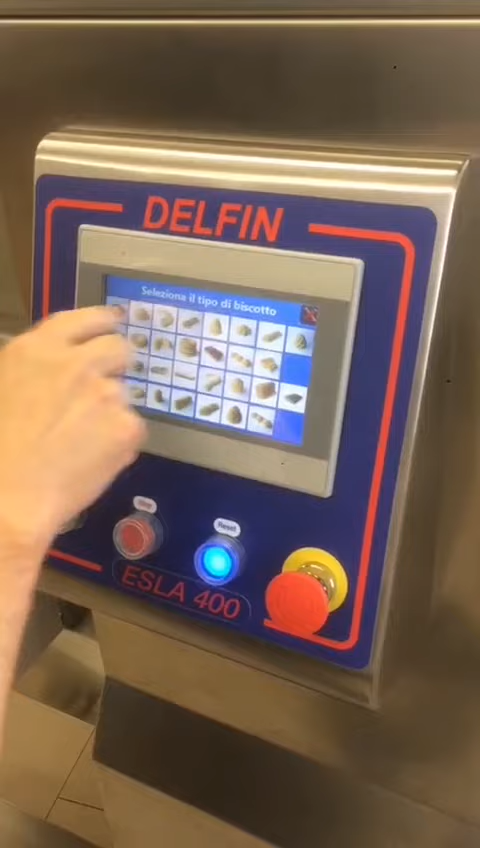 DELFIN
Seleziona il tipo di biscotto
Stop
Reset
ESLA 400